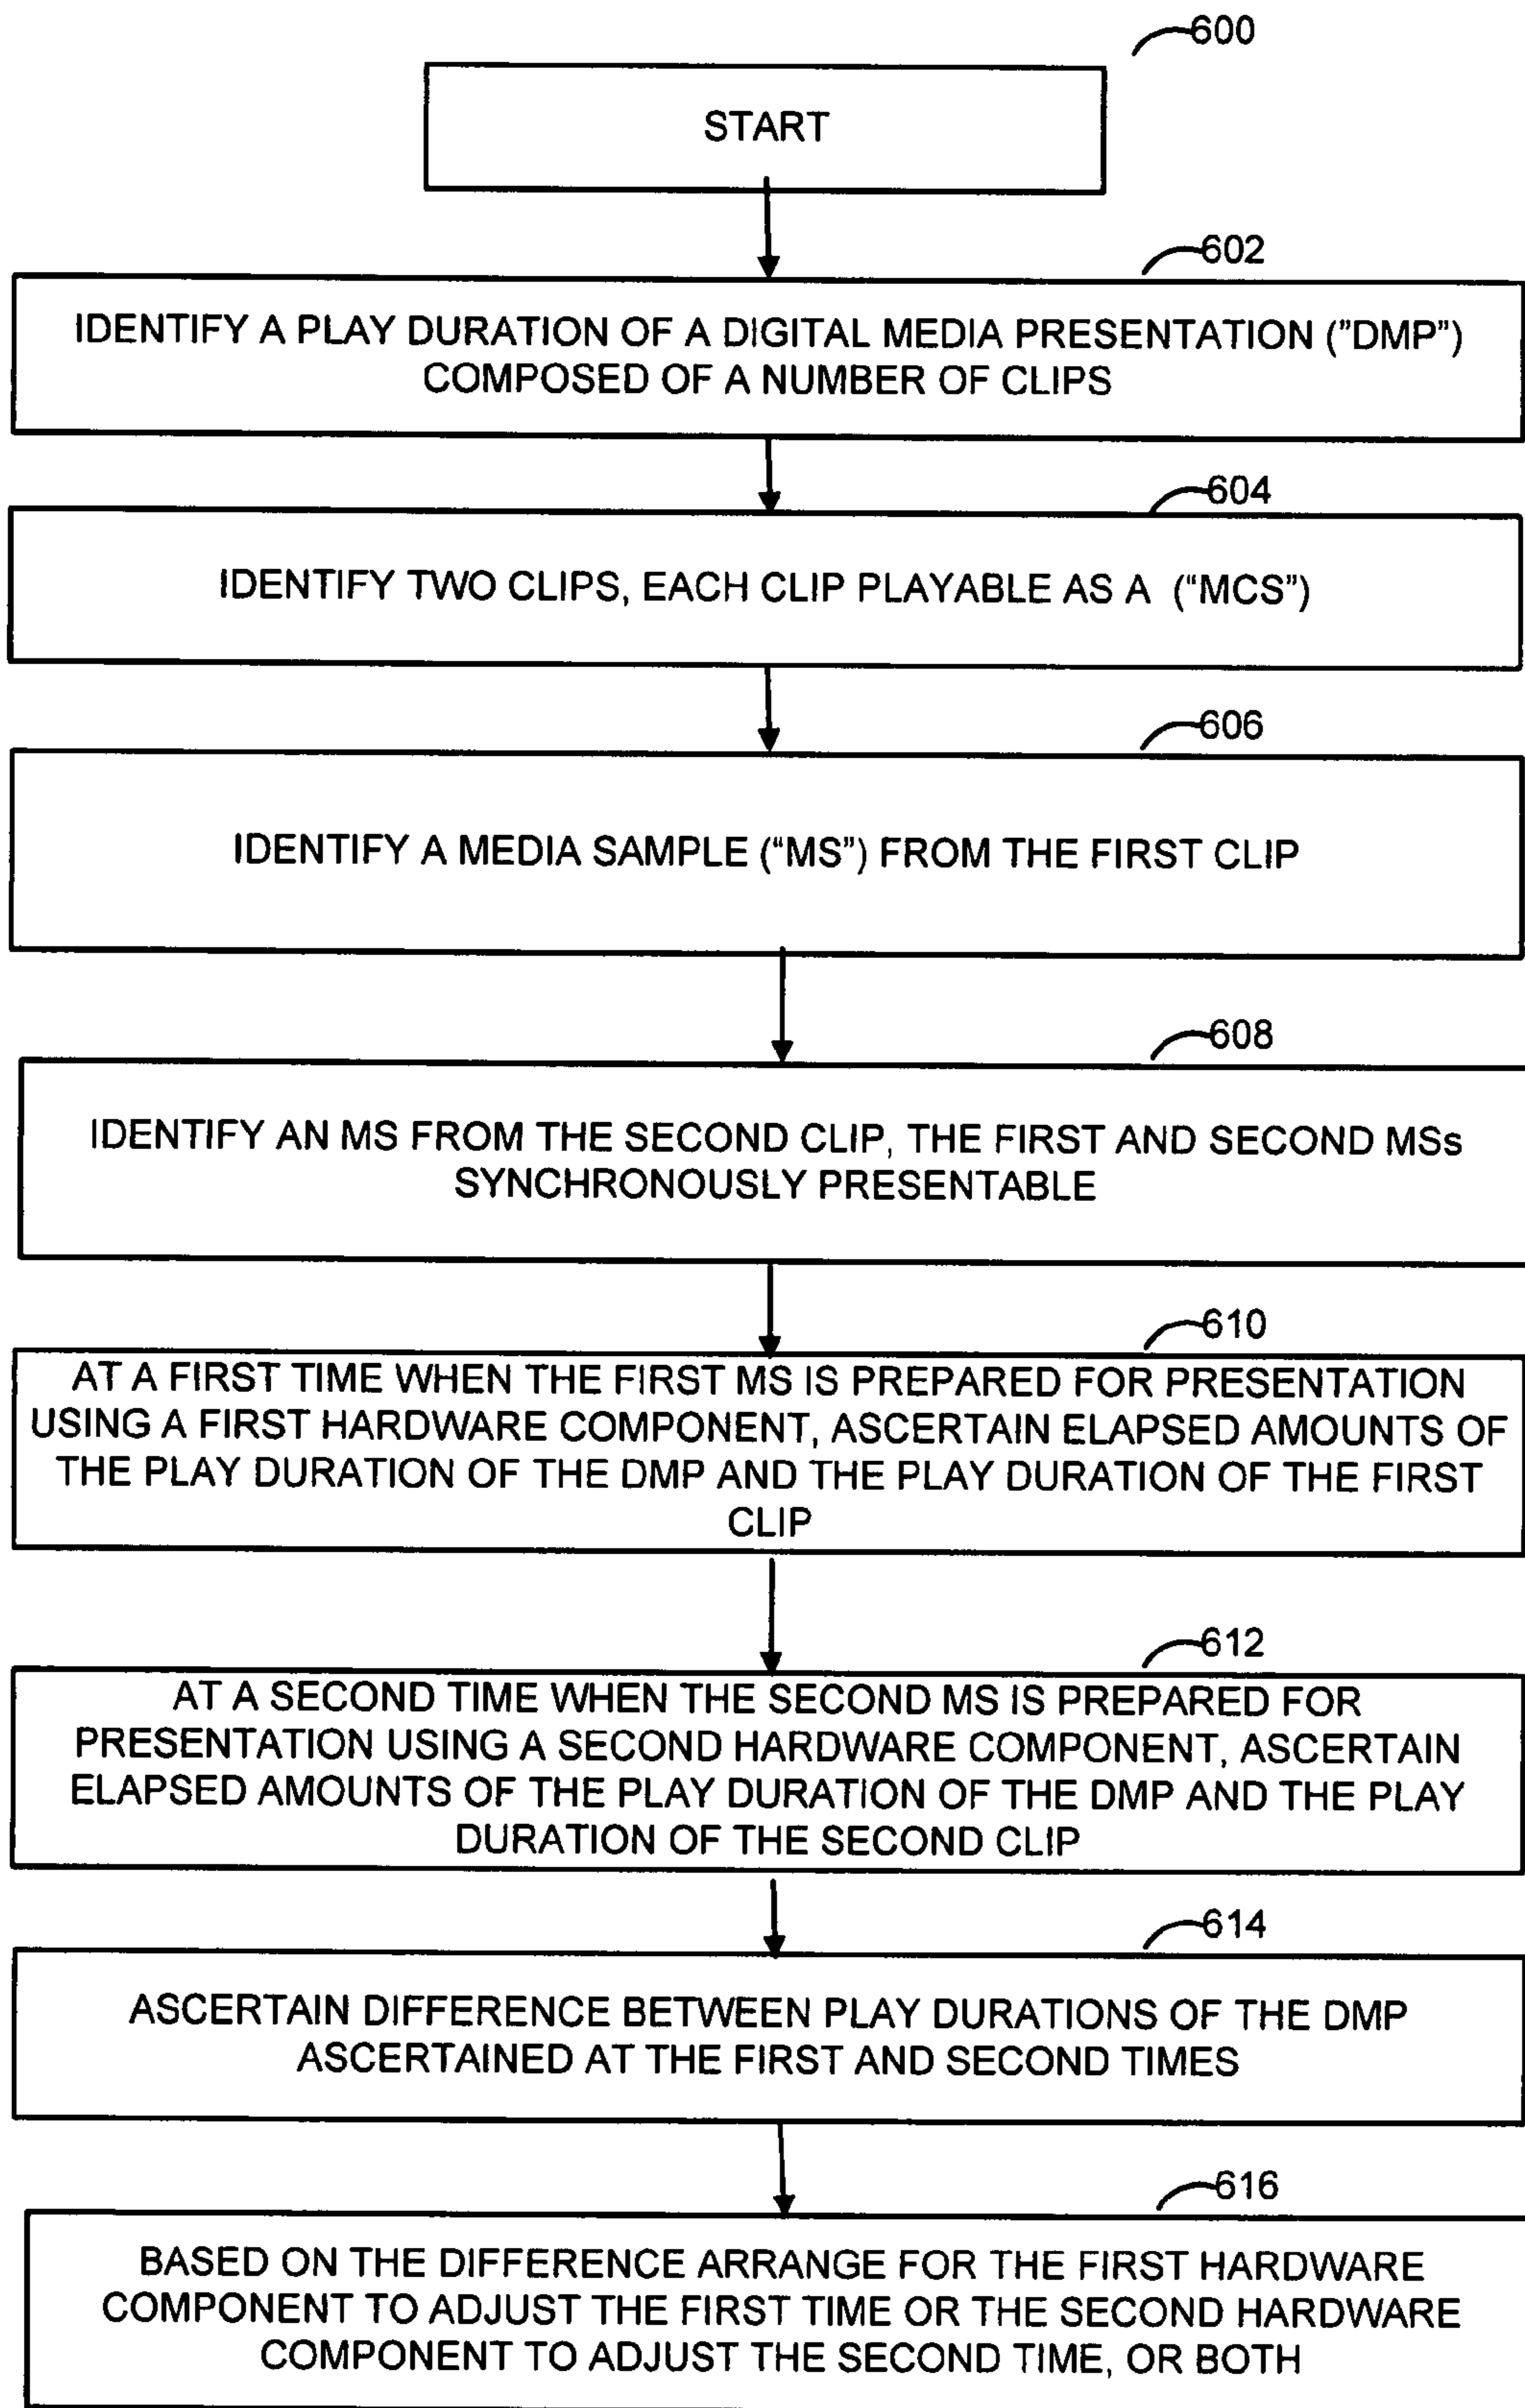 600
START
602
IDENTIFY A PLAY DURATION OF A DIGITAL MEDIA PRESENTATION ("DMP")
COMPOSED OF A NUMBER OF CLIPS
604
IDENTIFY TWO CLIPS, EACH CLIP PLAYABLE AS A ("MCS")
606
IDENTIFY A MEDIA SAMPLE ("MS") FROM THE FIRST CLIP
608
IDENTIFY AN MS FROM THE SECOND CLIP, THE FIRST AND SECOND MSs
SYNCHRONOUSLY PRESENTABLE
610
AT A FIRST TIME WHEN THE FIRST MS IS PREPARED FOR PRESENTATION
USING A FIRST HARDWARE COMPONENT, ASCERTAIN ELAPSED AMOUNTS OF
THE PLAY DURATION OF THE DMP AND THE PLAY DURATION OF THE FIRST
CLIP
612
AT A SECOND TIME WHEN THE SECOND MS IS PREPARED FOR
PRESENTATION USING A SECOND HARDWARE COMPONENT, ASCERTAIN
ELAPSED AMOUNTS OF THE PLAY DURATION OF THE DMP AND THE PLAY
DURATION OF THE SECOND CLIP
614
ASCERTAIN DIFFERENCE BETWEEN PLAY DURATIONS OF THE DMP
ASCERTAINED AT THE FIRST AND SECOND TIMES
616
BASED ON THE DIFFERENCE ARRANGE FOR THE FIRST HARDWARE
COMPONENT TO ADJUST THE FIRST TIME OR THE SECOND HARDWARE
COMPONENT TO ADJUST THE SECOND TIME, OR BOTH